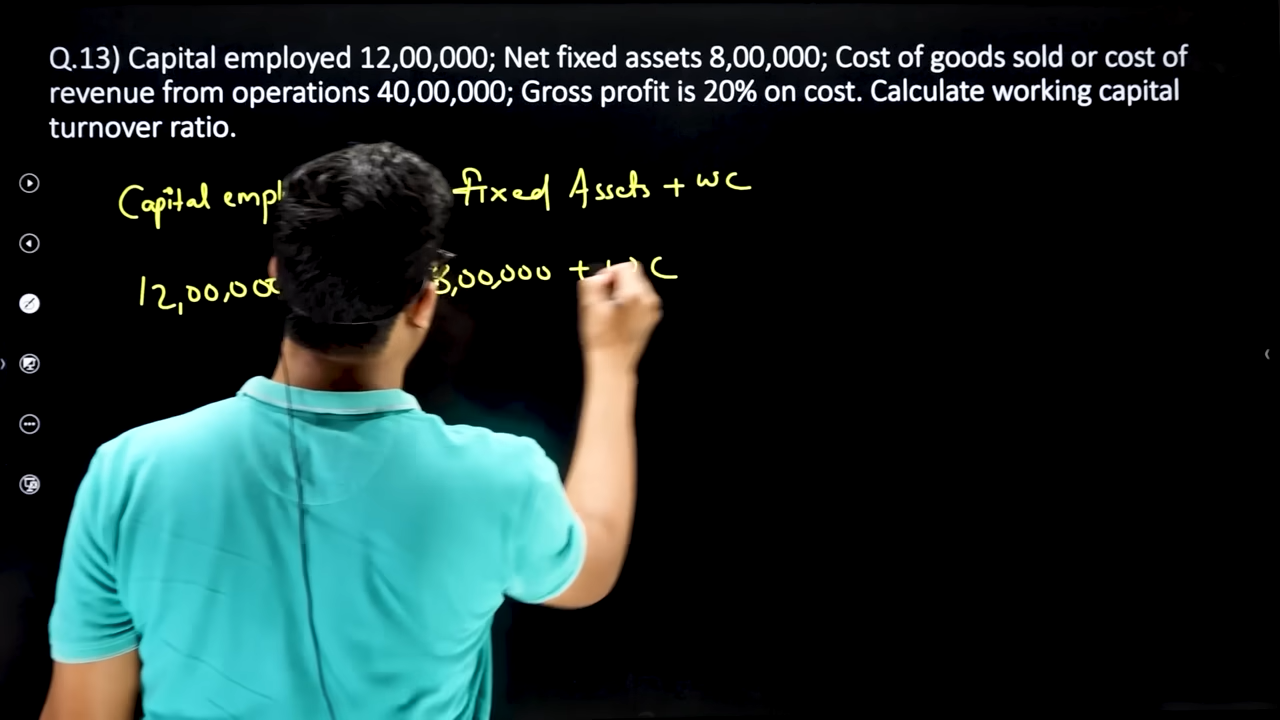 Q.13) Capital employed 12,00,000; Net fixed assets 8,00,000; Cost of goods sold or cost of
revenue from operations 40,00,000; Gross profit is 20% on cost. Calculate working capital
turnover ratio.
Capital empl fixed Assets + WC
12,00,000 8,00,000 + WC